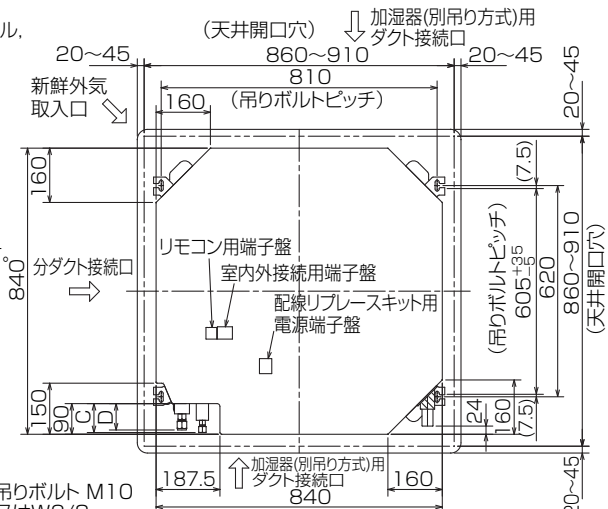 ル,
(天井開口穴)
加湿器(別吊り方式)用
ダクト接続口
20～45
860～910
20～45
810
(吊りボルトピッチ)
新鮮外気
取入口
160
20～45
160
(7.5)
840
分ダクト接続口
リモコン用端子盤
室内外接続用端子盤
配線リプレースキット用
電源端子盤
(吊りボルトピッチ)
605+35−5
620
860～910
(天井開口穴)
150
90
C
D
24
160
(7.5)
187.5
加湿器(別吊り方式)用
ダクト接続口
160
840
20～45
吊りボルト M10